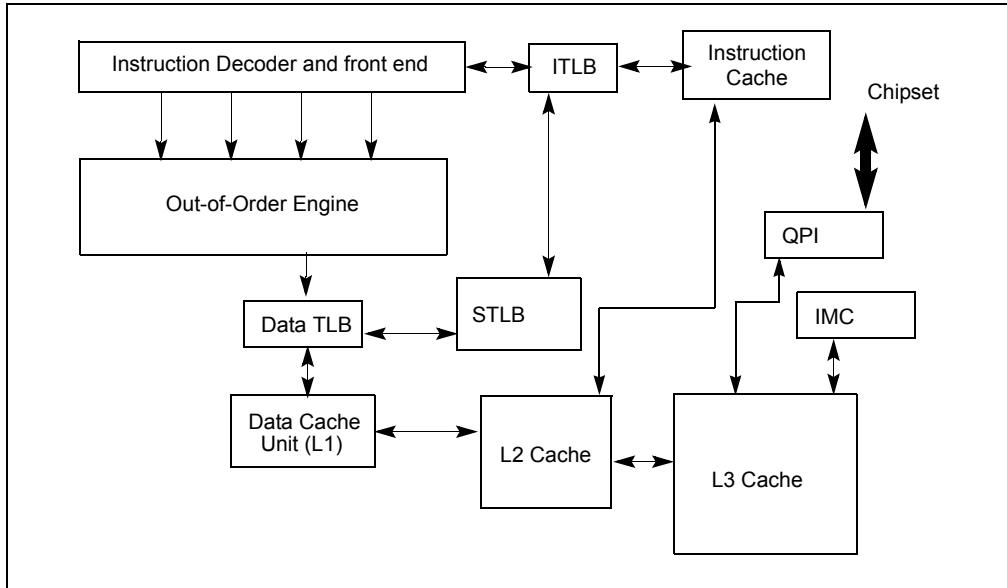 Instruction Decoder and front end
ITLB
Instruction
Cache
Chipset
Out-of-Order Engine
QPI
STLB
IMC
Data TLB
Data Cache
Unit (L1)
L2 Cache
L3 Cache